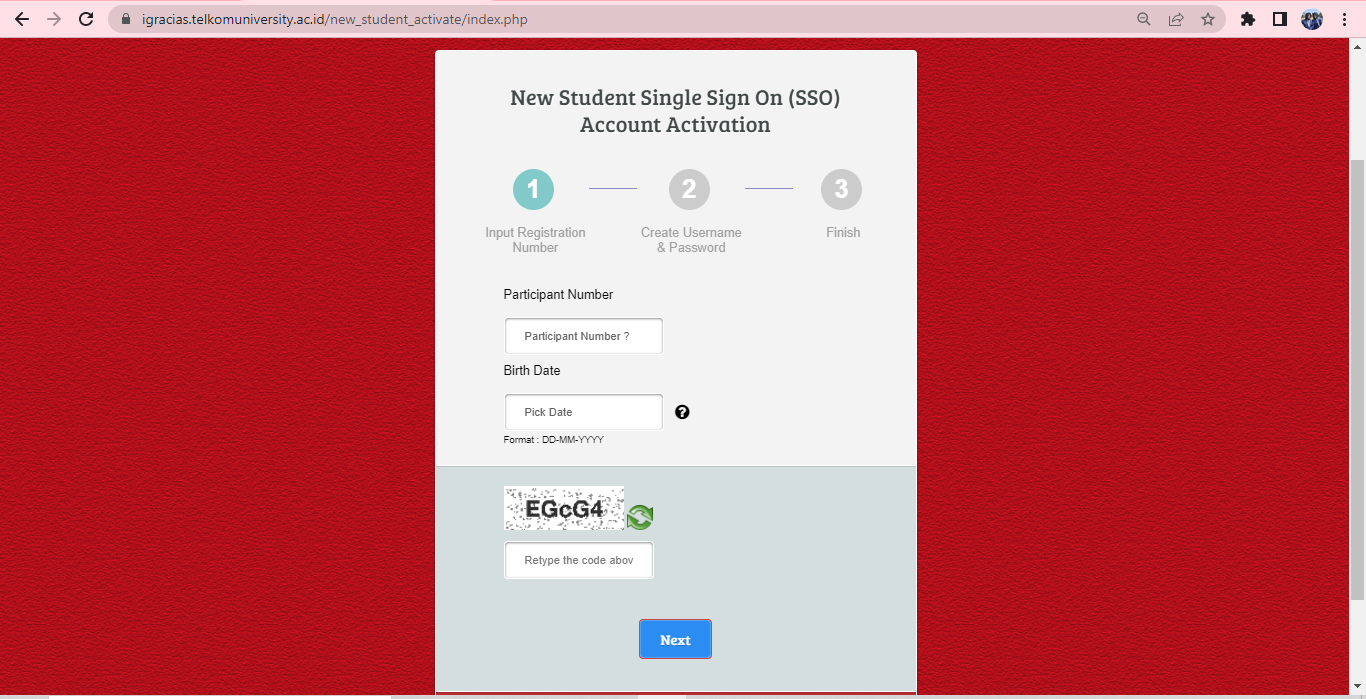 igracias.telkomuniversity.ac.id/new_student_activate/index.php
New Student Single Sign On (SSO)
Account Activation
1
2
3
Input Registration
Number
Create Username
& Password
Finish
Participant Number
Participant Number ?
Birth Date
Pick Date
?
Format : DD-MM-YYYY
EGcG4
Retype the code abov
Next